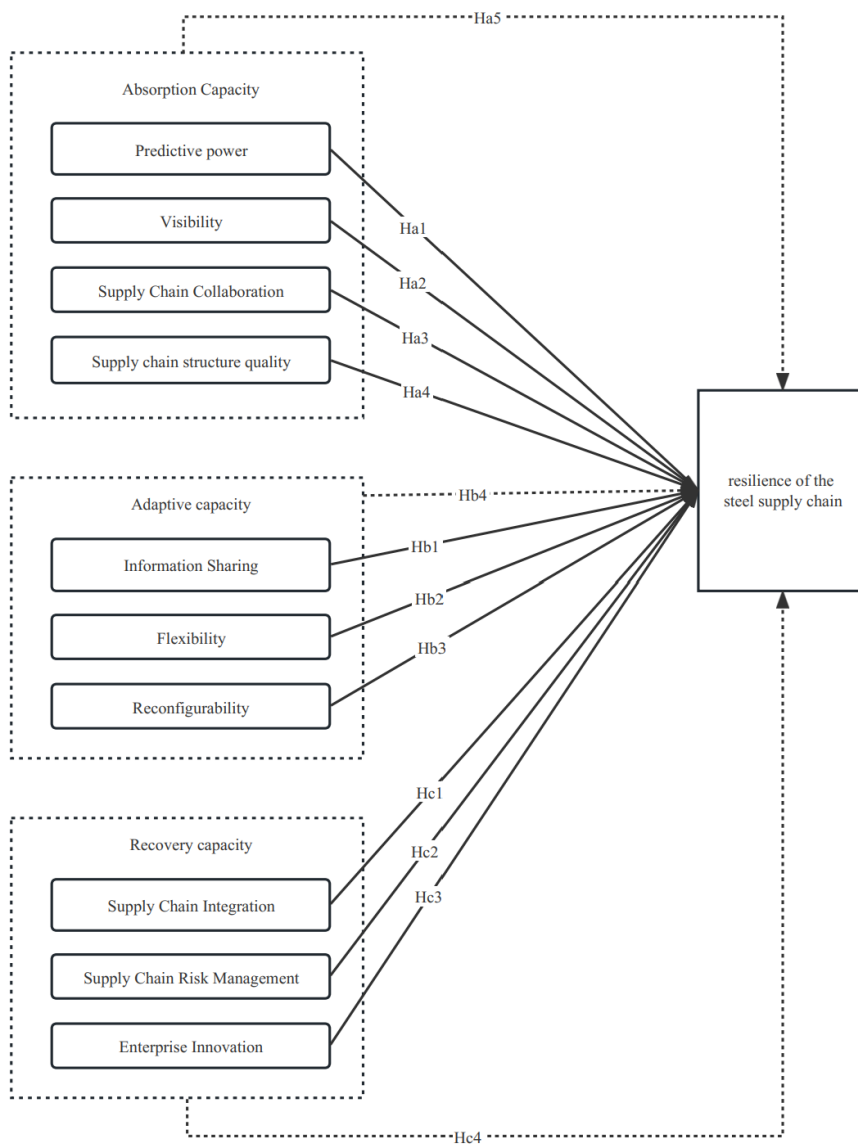 Ha5
Absorption Capacity
Predictive power
Visibility
Supply Chain Collaboration
Supply chain structure quality
Ha1
Ha2
Ha3
Ha4
resilience of the
steel supply chain
Adaptive capacity
Information Sharing
Flexibility
Reconfigurability
Hb4
Hb1
Hb2
Hb3
Recovery capacity
Supply Chain Integration
Supply Chain Risk Management
Enterprise Innovation
Hc1
Hc2
Hc3
Hc4